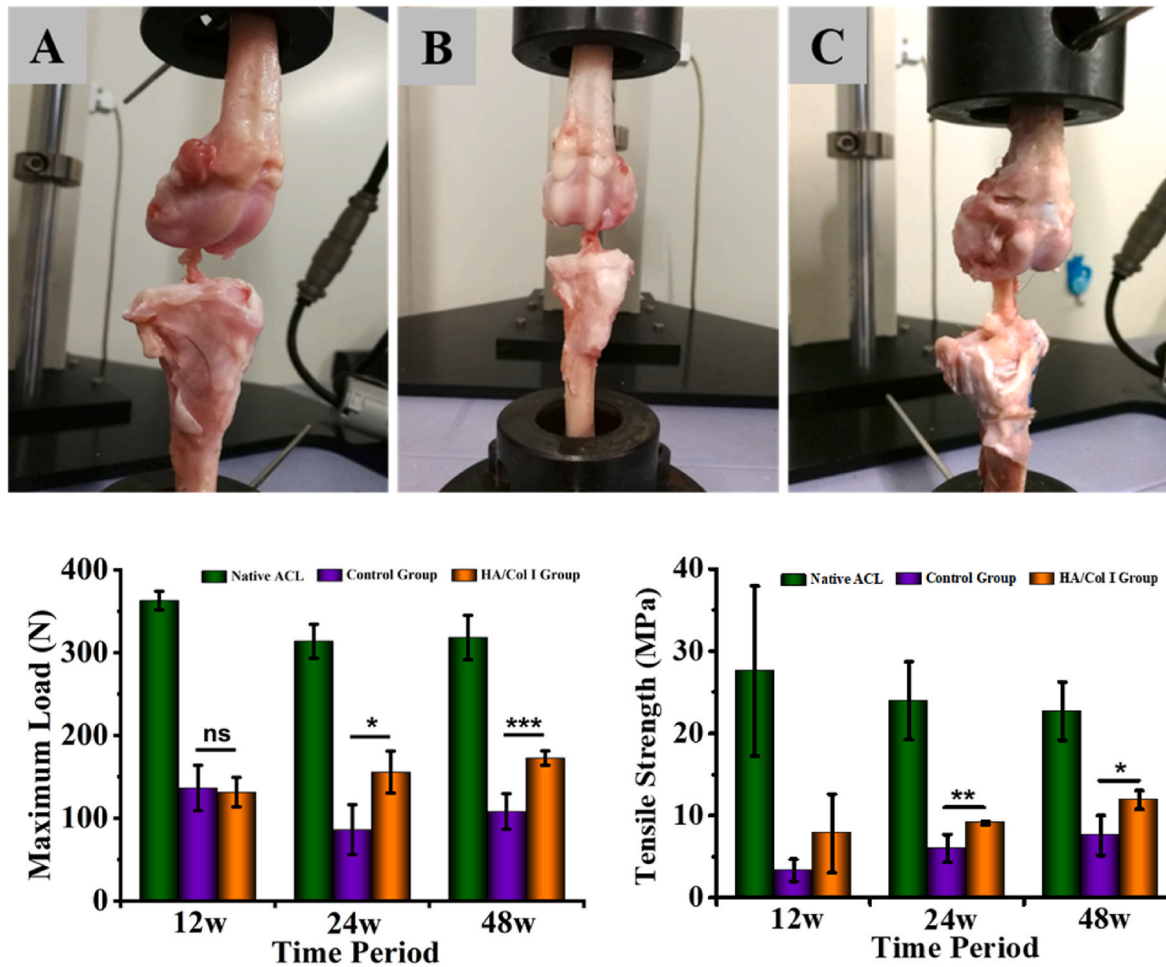 A
B
C
Native ACL Control Group HA/Col I Group
Maximum Load (N)
400
300
200
100
0
ns
*
***
12w 24w 48w
Time Period
Native ACL Control Group HA/Col I Group
Tensile Strength (MPa)
40
30
20
10
0
**
*
12w 24w 48w
Time Period